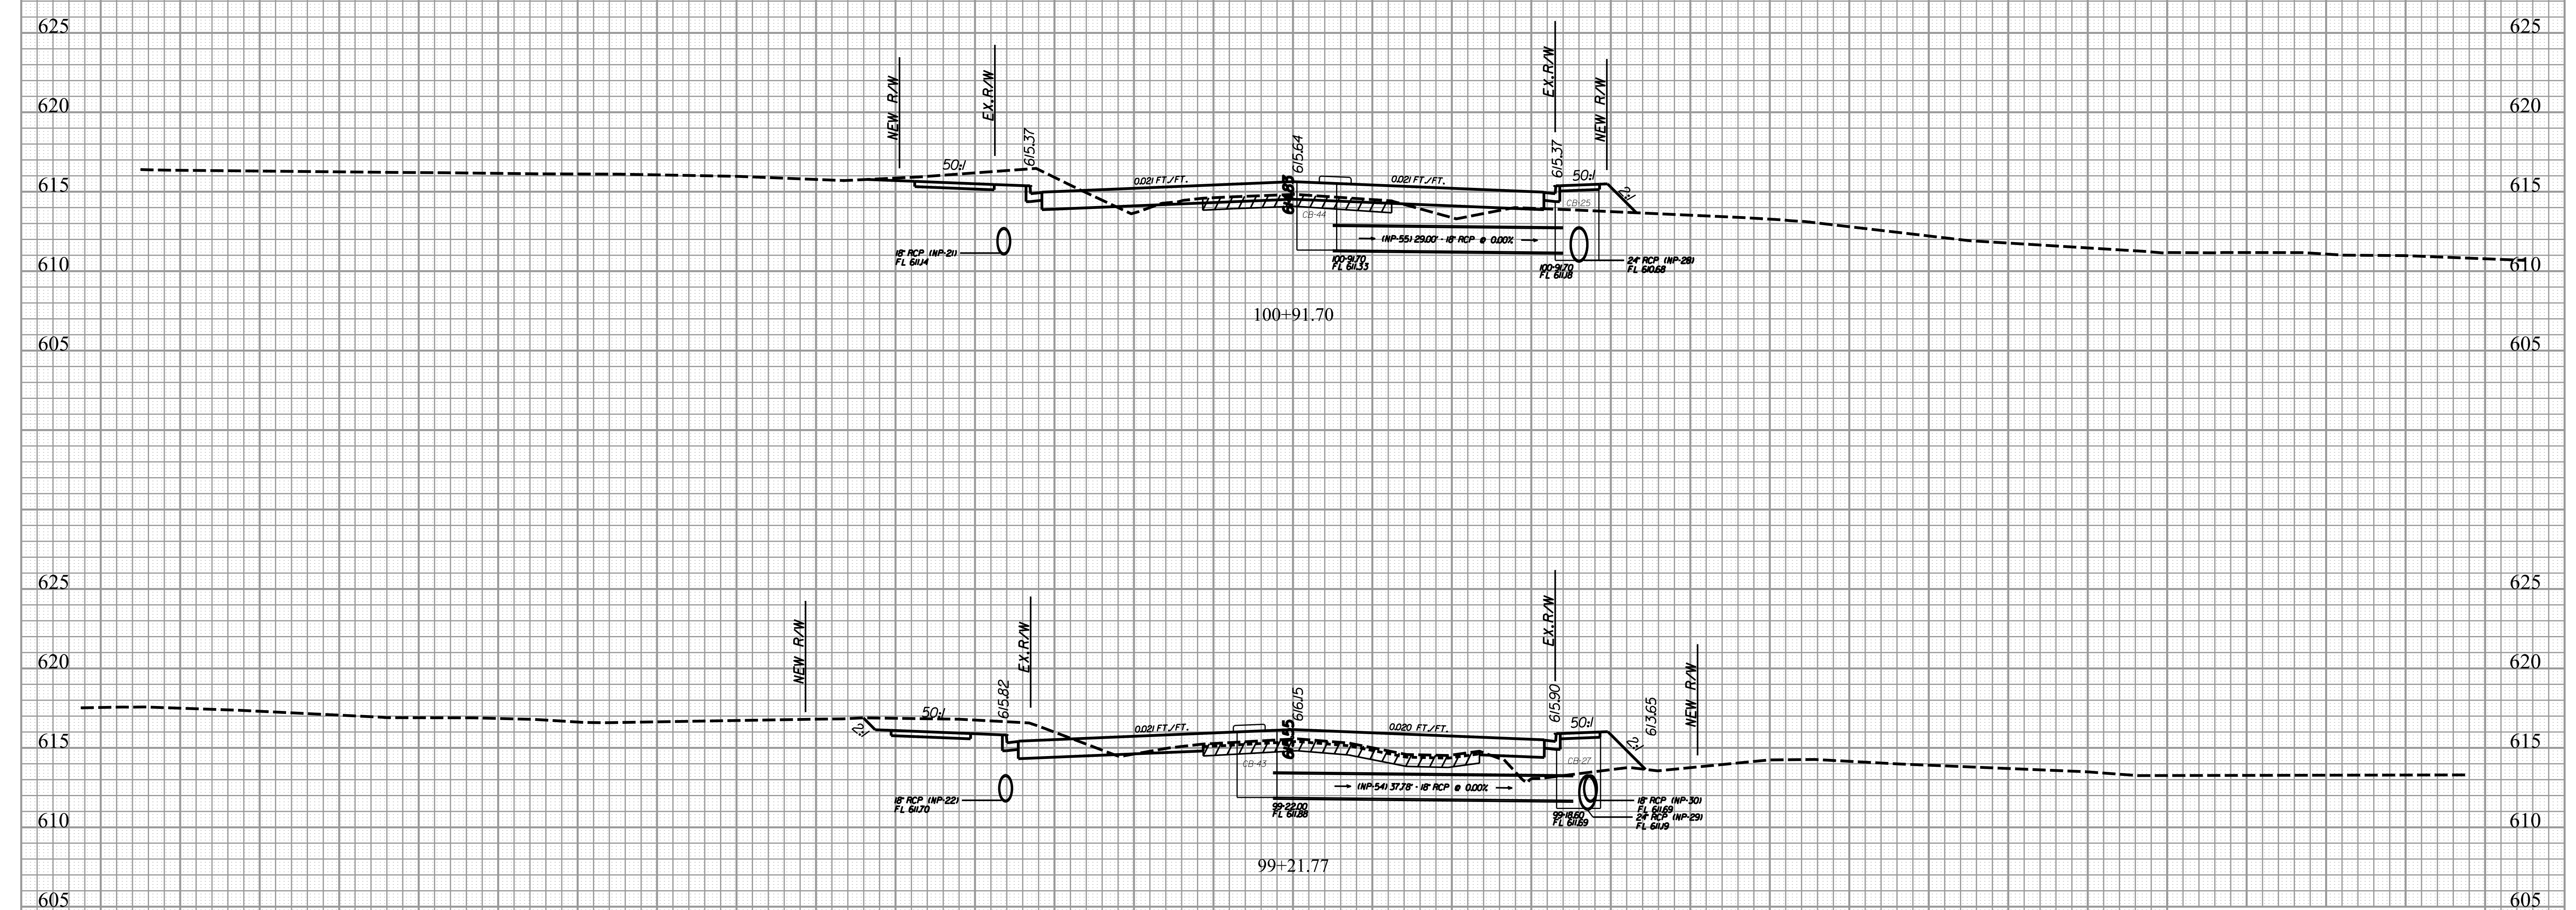 625 625
NEW R/W
EX.R/W
EX.R/W
NEW R/W
620 620
615.37
615.64
615.37
50:1
50:1
2:1
615 615
0.021 FT./FT.
0.021 FT./FT.
CB-44
CB-25
(NP-55) 29.00' - 18" RCP @ 0.00%
18" RCP (NP-21)
FL 611.14
100+91.70
FL 611.33
100+91.70
FL 611.18
24" RCP (NP-28)
FL 610.68
610 610
100+91.70
605 605
625 625
NEW R/W
EX.R/W
EX.R/W
NEW R/W
620 620
615.82
616.15
615.90
613.65
2:1
50:1
50:1
2:1
615 615
0.021 FT./FT.
0.020 FT./FT.
CB-43
CB-27
(NP-54) 37.78' - 18" RCP @ 0.00%
18" RCP (NP-22)
FL 611.70
99+22.00
FL 611.88
99+18.60
FL 611.69
18" RCP (NP-30)
FL 611.69
24" RCP (NP-29)
FL 611.19
610 610
99+21.77
605 605